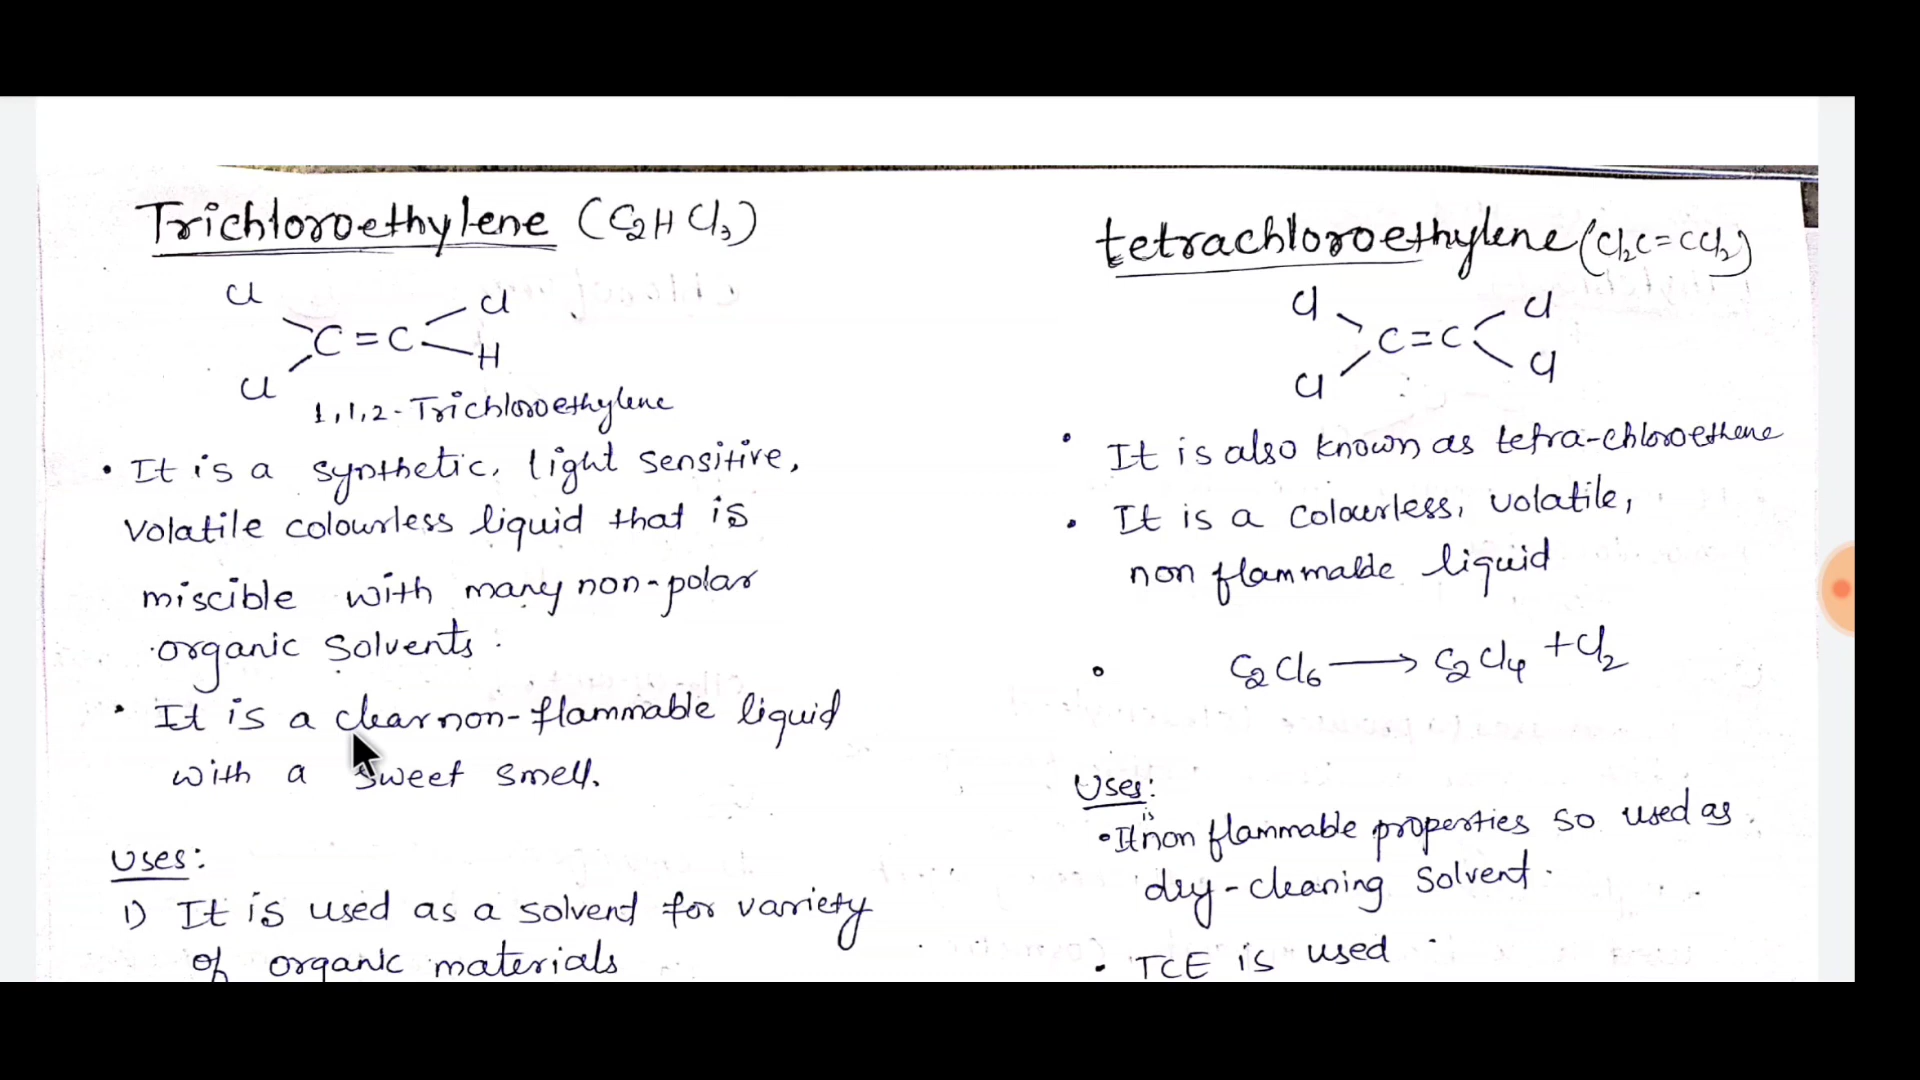 Trichloroethylene (C2HCl3)
Cl
Cl
C=C
H
Cl
1,1,2-Trichloroethylene
• It is a synthetic, light sensitive,
volatile colourless liquid that is
miscible with many non-polar
organic solvents.
• It is a clear non-flammable liquid
with a sweet smell.
Uses:
1) It is used as a solvent for variety
of organic materials
tetrachloroethylene (Cl2C=CCl2)
Cl
Cl
C=C
Cl
Cl
• It is also known as tetra-chloroethene
• It is a colourless, volatile,
non flammable liquid
• C2Cl6 → C2Cl4 + Cl2
Uses:
• It is non flammable properties so used as
dry-cleaning solvent.
• TCE is used